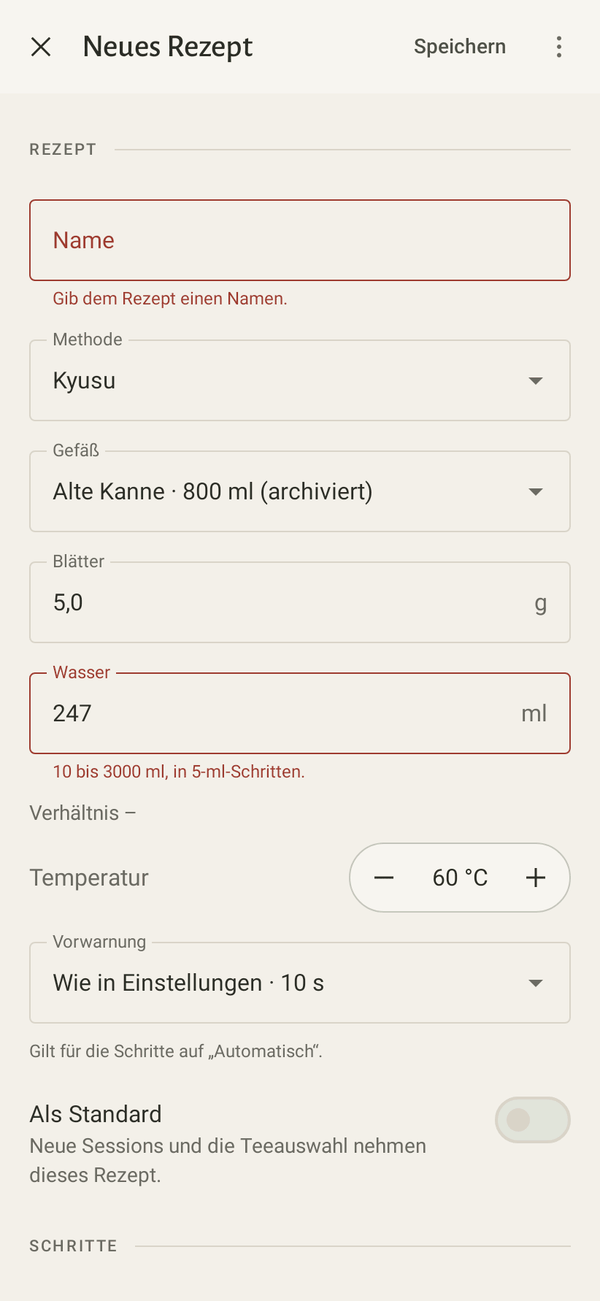 Neues Rezept
Speichern
REZEPT
Name
Gib dem Rezept einen Namen.
Methode
Kyusu
Gefäß
Alte Kanne · 800 ml (archiviert)
Blätter
5,0 g
Wasser
247 ml
10 bis 3000 ml, in 5-ml-Schritten.
Verhältnis –
Temperatur
60 °C
Vorwarnung
Wie in Einstellungen · 10 s
Gilt für die Schritte auf „Automatisch“.
Als Standard
Neue Sessions und die Teeauswahl nehmen
dieses Rezept.
SCHRITTE